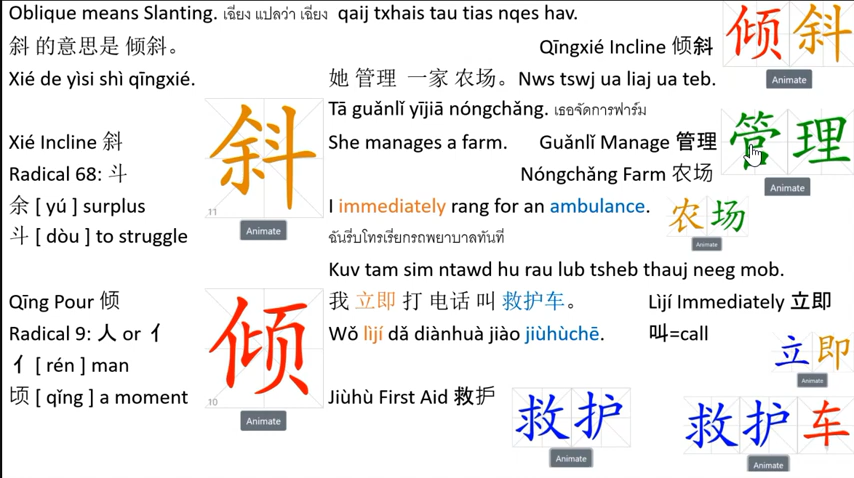 Oblique means Slanting. เฉียง แปลว่า เฉียง qaij txhais tau tias nqes hav.
斜 的意思是 倾斜。
Qīngxié Incline 倾斜
倾斜
Animate
Xié de yìsi shì qīngxié.
她 管理 一家 农场。Nws tswj ua liaj ua teb.
Tā guǎnlǐ yījiā nóngchǎng. เธอจัดการฟาร์ม
Xié Incline 斜
She manages a farm.
Guǎnlǐ Manage 管理
管理
Animate
Radical 68: 斗
Nóngchǎng Farm 农场
农场
Animate
余 [ yú ] surplus
斗 [ dòu ] to struggle
斜
11
Animate
I immediately rang for an ambulance.
ฉันรีบโทรเรียกรถพยาบาลทันที
Kuv tam sim ntawd hu rau lub tsheb thauj neeg mob.
Qīng Pour 倾
我 立即 打 电话 叫 救护车。
Lìjí Immediately 立即
Radical 9: 人 or 亻
Wǒ lìjí dǎ diànhuà jiào jiùhùchē.
叫=call
立即
Animate
亻 [ rén ] man
顷 [ qǐng ] a moment
倾
10
Animate
Jiùhù First Aid 救护
救护
Animate
救护车
Animate